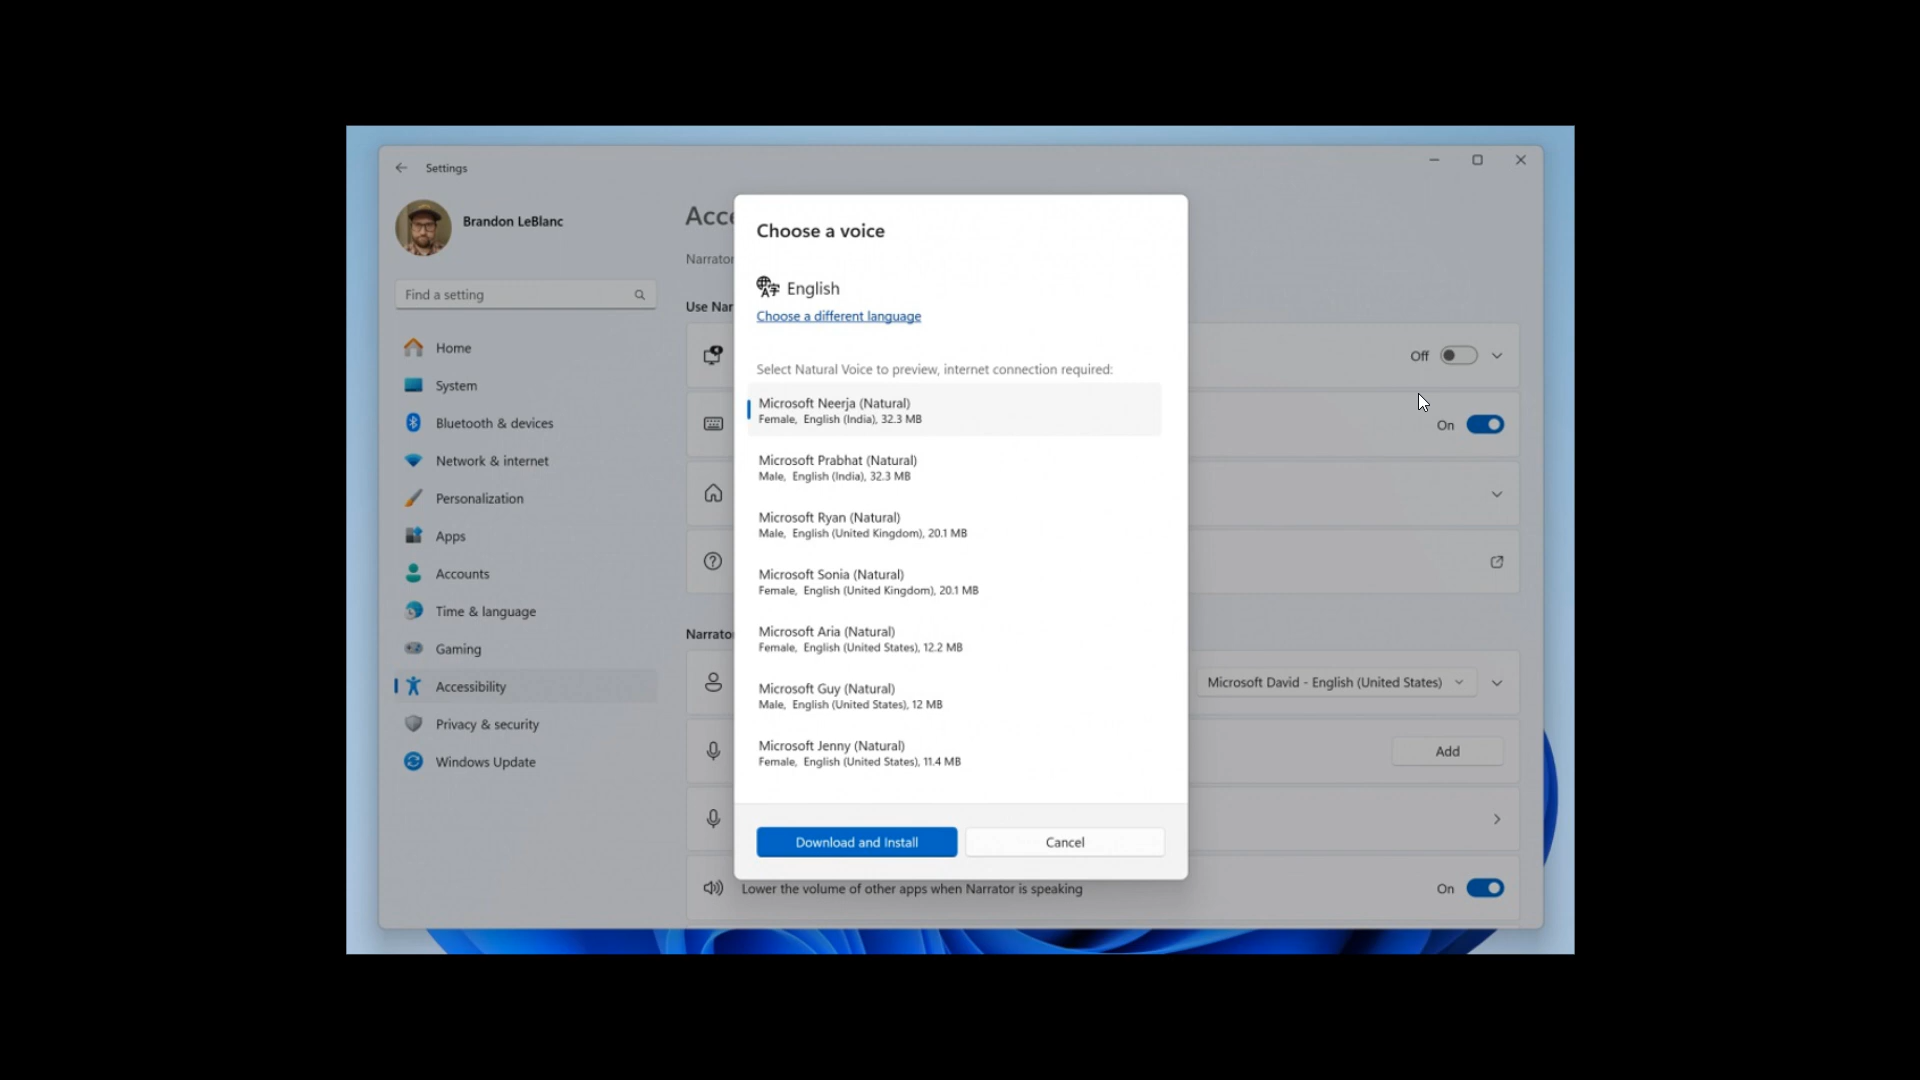 Settings
Brandon LeBlanc
Find a setting
Home
System
Bluetooth & devices
Network & internet
Personalization
Apps
Accounts
Time & language
Gaming
Accessibility
Privacy & security
Windows Update
Acce
Narrator
Use Nar
Off
On
Narrato
Microsoft David - English (United States)
Add
Lower the volume of other apps when Narrator is speaking
On
Choose a voice
English
Choose a different language
Select Natural Voice to preview, internet connection required:
Microsoft Neerja (Natural)
Female, English (India), 32.3 MB
Microsoft Prabhat (Natural)
Male, English (India), 32.3 MB
Microsoft Ryan (Natural)
Male, English (United Kingdom), 20.1 MB
Microsoft Sonia (Natural)
Female, English (United Kingdom), 20.1 MB
Microsoft Aria (Natural)
Female, English (United States), 12.2 MB
Microsoft Guy (Natural)
Male, English (United States), 12 MB
Microsoft Jenny (Natural)
Female, English (United States), 11.4 MB
Download and Install
Cancel